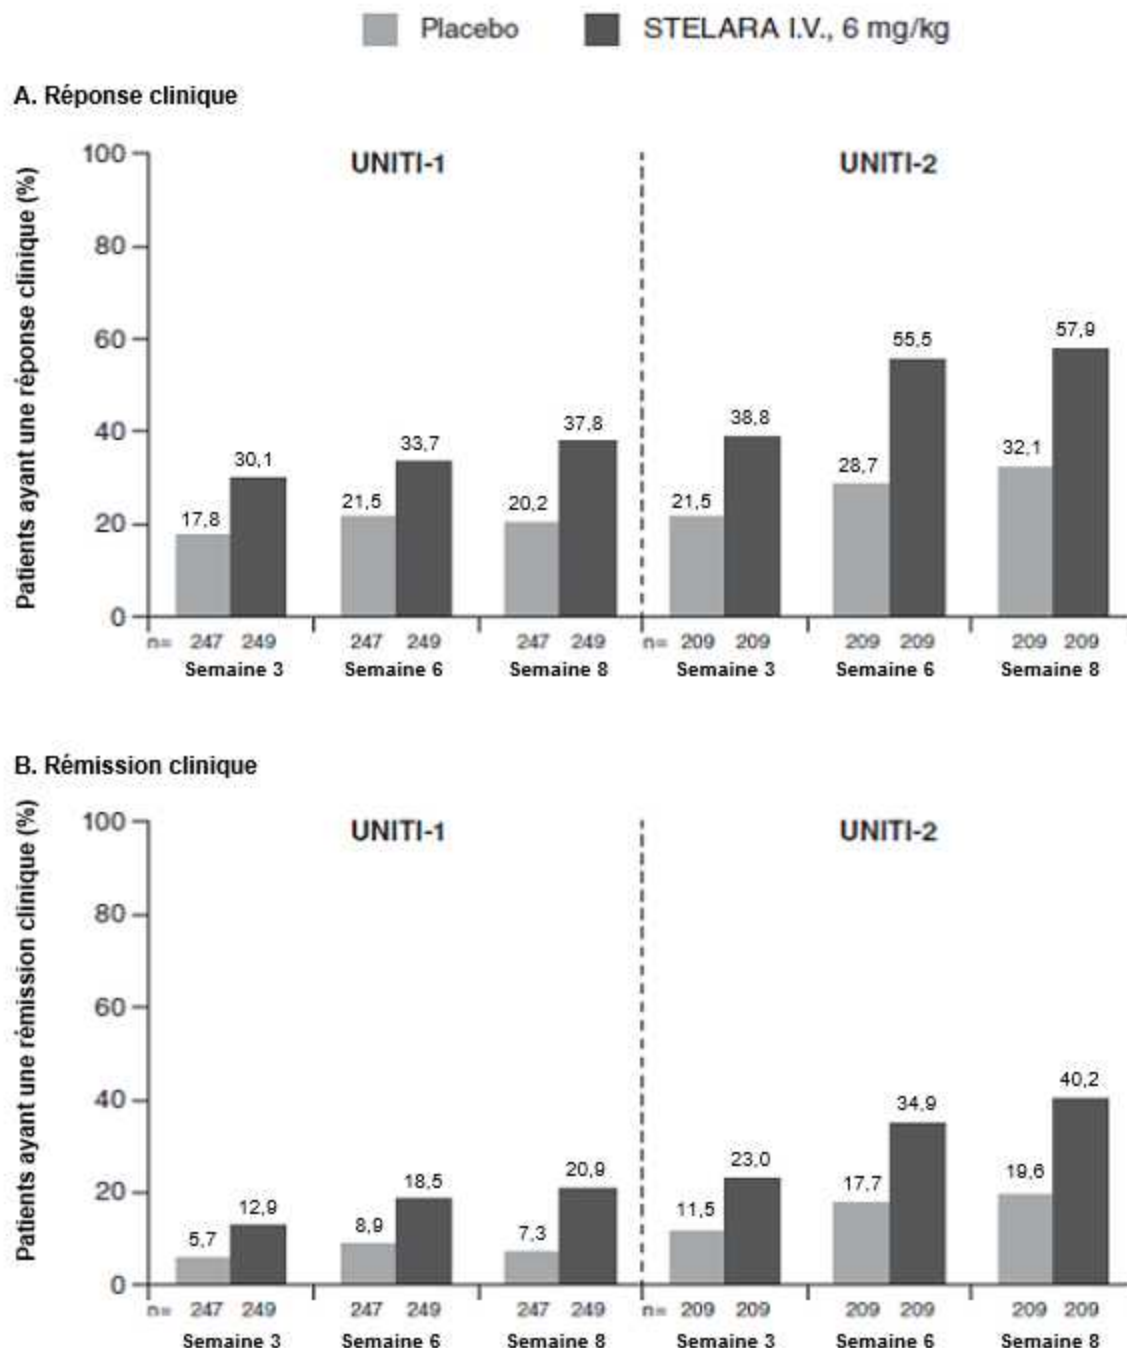 Placebo STELARA I.V., 6 mg/kg
A. Réponse clinique
Patients ayant une réponse clinique (%)
100
80
60
40
20
0
UNITI-1 UNITI-2
17,8 30,1 21,5 33,7 20,2 37,8 21,5 38,8 28,7 55,5 32,1 57,9
n= 247 249 247 249 247 249 n= 209 209 209 209 209 209
Semaine 3 Semaine 6 Semaine 8 Semaine 3 Semaine 6 Semaine 8
B. Rémission clinique
Patients ayant une rémission clinique (%)
100
80
60
40
20
0
UNITI-1 UNITI-2
5,7 12,9 8,9 18,5 7,3 20,9 11,5 23,0 17,7 34,9 19,6 40,2
n= 247 249 247 249 247 249 n= 209 209 209 209 209 209
Semaine 3 Semaine 6 Semaine 8 Semaine 3 Semaine 6 Semaine 8